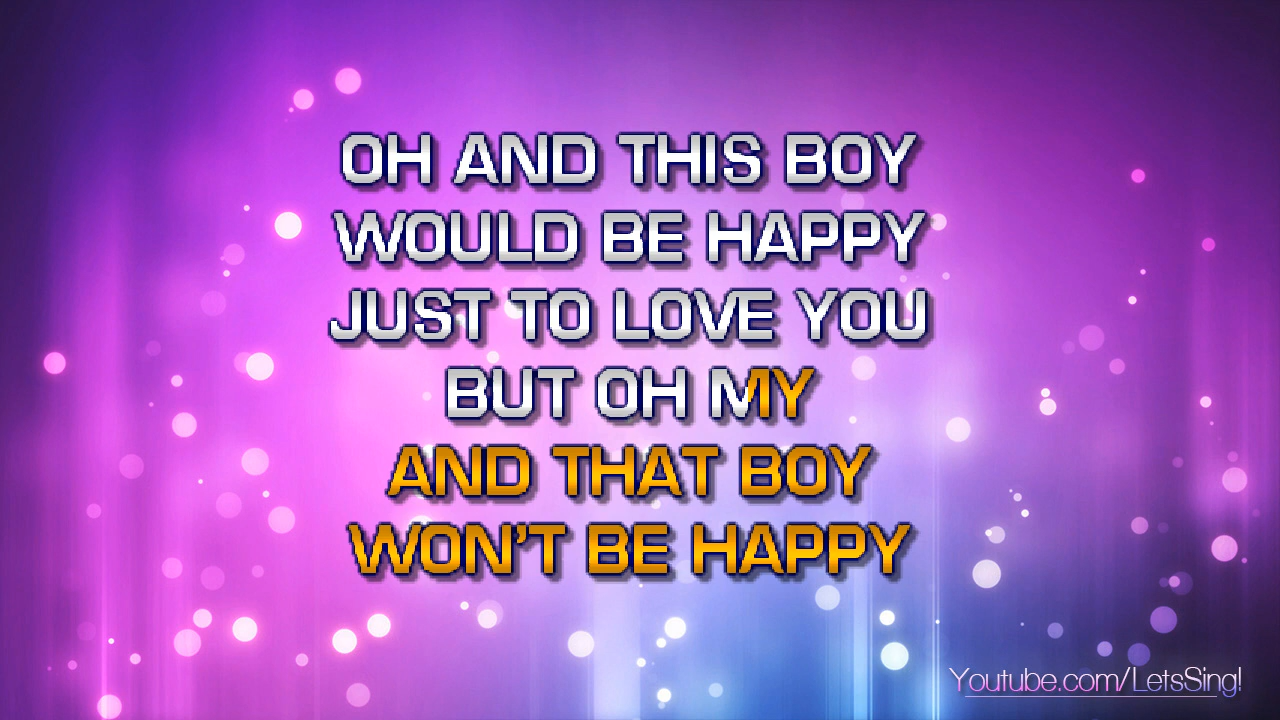 OH AND THIS BOY
WOULD BE HAPPY
JUST TO LOVE YOU
BUT OH MY
AND THAT BOY
WON'T BE HAPPY
Youtube.com/LetsSing!